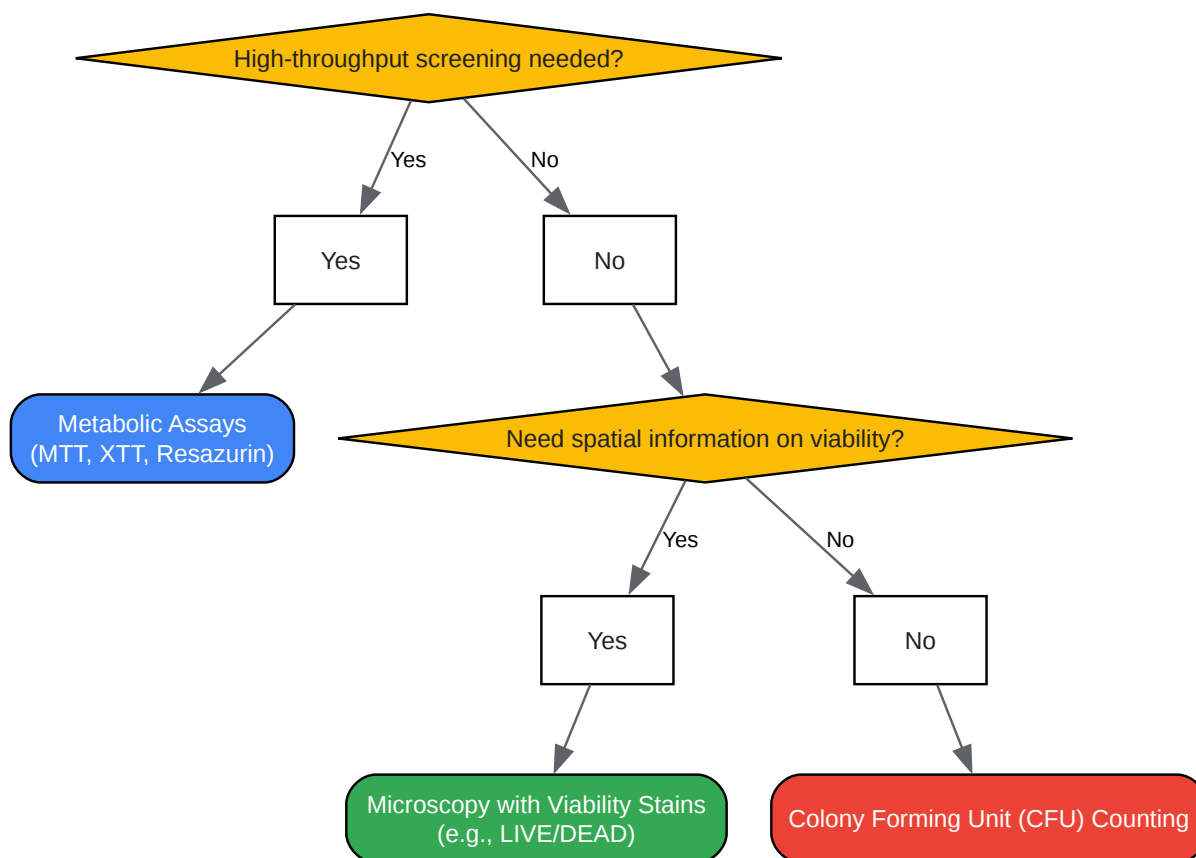 High-throughput screening needed?
Yes
No
Yes
No
Metabolic Assays
(MTT, XTT, Resazurin)
Need spatial information on viability?
Yes
No
Yes
No
Microscopy with Viability Stains
(e.g., LIVE/DEAD)
Colony Forming Unit (CFU) Counting